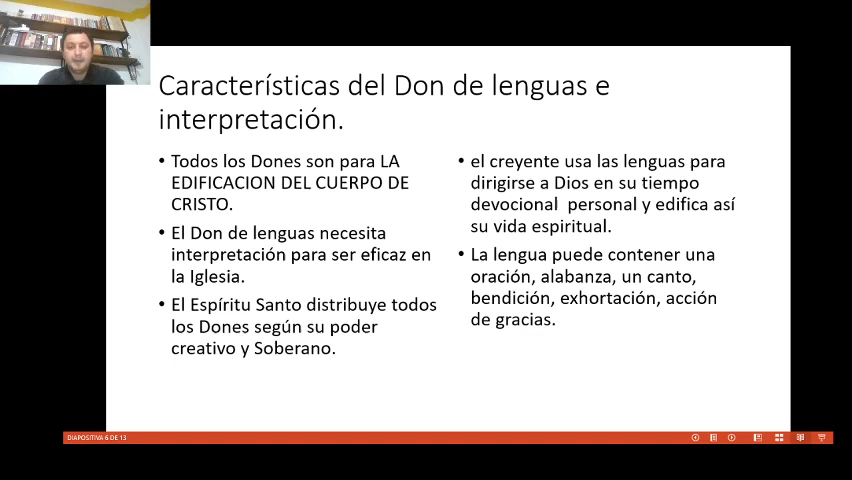 Características del Don de lenguas e
interpretación.
• Todos los Dones son para LA
EDIFICACION DEL CUERPO DE
CRISTO.
• El Don de lenguas necesita
interpretación para ser eficaz en
la Iglesia.
• El Espíritu Santo distribuye todos
los Dones según su poder
creativo y Soberano.
• el creyente usa las lenguas para
dirigirse a Dios en su tiempo
devocional  personal y edifica así
su vida espiritual.
• La lengua puede contener una
oración, alabanza, un canto,
bendición, exhortación, acción
de gracias.
DIAPOSITIVA 6 DE 13